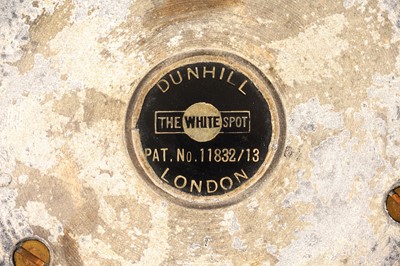 DUNHILL
THE WHITE SPOT
PAT. No. 11832/13
LONDON